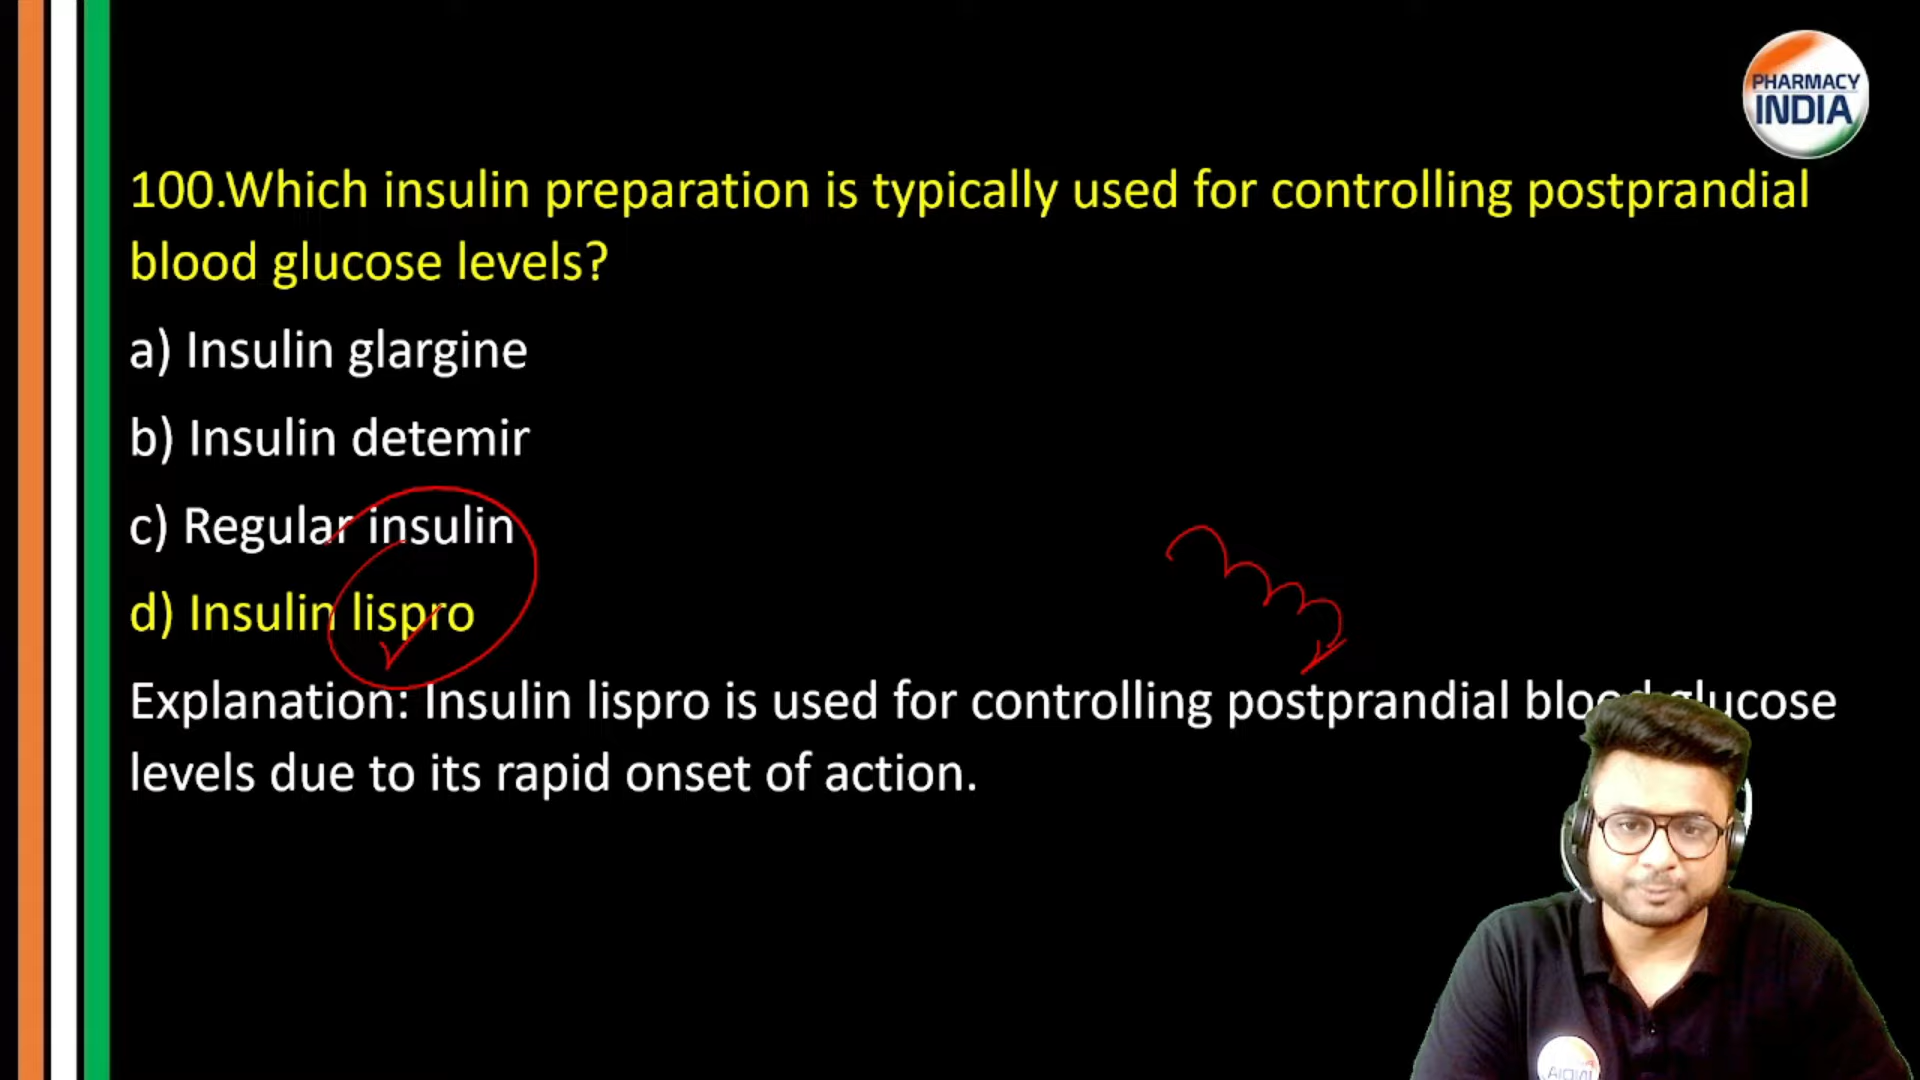 PHARMACY
INDIA
100.Which insulin preparation is typically used for controlling postprandial
blood glucose levels?
a) Insulin glargine
b) Insulin detemir
c) Regular insulin
d) Insulin lispro
Explanation: Insulin lispro is used for controlling postprandial blood glucose
levels due to its rapid onset of action.